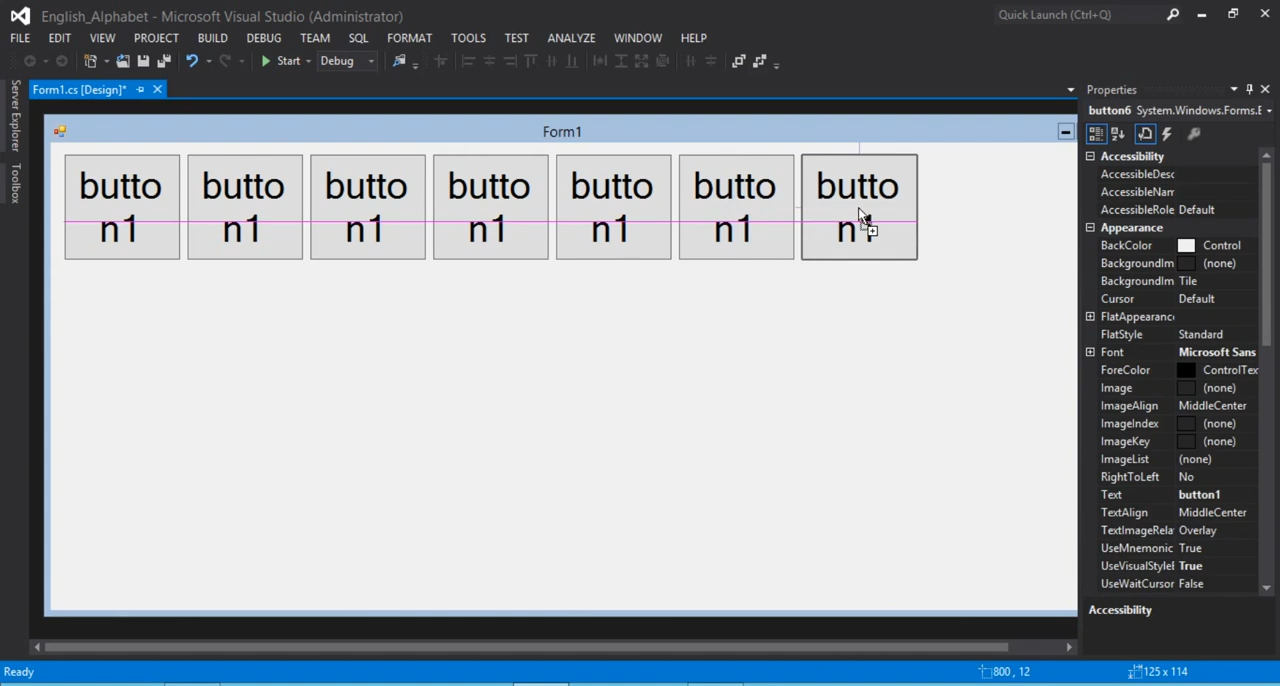 English_Alphabet - Microsoft Visual Studio (Administrator)
Quick Launch (Ctrl+Q)
FILE EDIT VIEW PROJECT BUILD DEBUG TEAM SQL FORMAT TOOLS TEST ANALYZE WINDOW HELP
Start Debug
Server Explorer
Toolbox
Form1.cs [Design]*
Form1
butto
n1
butto
n1
butto
n1
butto
n1
butto
n1
butto
n1
butto
n1
Properties
button6 System.Windows.Forms.E
Accessibility
AccessibleDesc
AccessibleNam
AccessibleRole Default
Appearance
BackColor Control
BackgroundIm (none)
BackgroundIm Tile
Cursor Default
FlatAppearanc
FlatStyle Standard
Font Microsoft Sans
ForeColor ControlTex
Image (none)
ImageAlign MiddleCenter
ImageIndex (none)
ImageKey (none)
ImageList (none)
RightToLeft No
Text button1
TextAlign MiddleCenter
TextImageRela Overlay
UseMnemonic True
UseVisualStyleI True
UseWaitCursor False
Accessibility
Ready
800 , 12
125 x 114